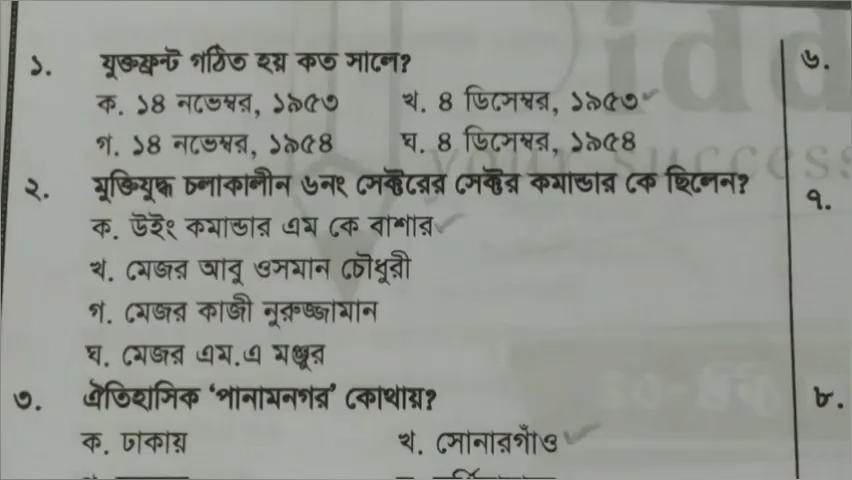 ১. যুক্তফ্রন্ট গঠিত হয় কত সালে?
ক. ১৪ নভেম্বর, ১৯৫৩ খ. ৪ ডিসেম্বর, ১৯৫৩
গ. ১৪ নভেম্বর, ১৯৫৪ ঘ. ৪ ডিসেম্বর, ১৯৫৪
২. মুক্তিযুদ্ধ চলাকালীন ৬নং সেক্টরের সেক্টর কমান্ডার কে ছিলেন?
ক. উইং কমান্ডার এম কে বাশার
খ. মেজর আবু ওসমান চৌধুরী
গ. মেজর কাজী নুরুজ্জামান
ঘ. মেজর এম.এ মঞ্জুর
৩. ঐতিহাসিক ‘পানামনগর’ কোথায়?
ক. ঢাকায় খ. সোনারগাঁও
৬.
৭.
৮.
your success